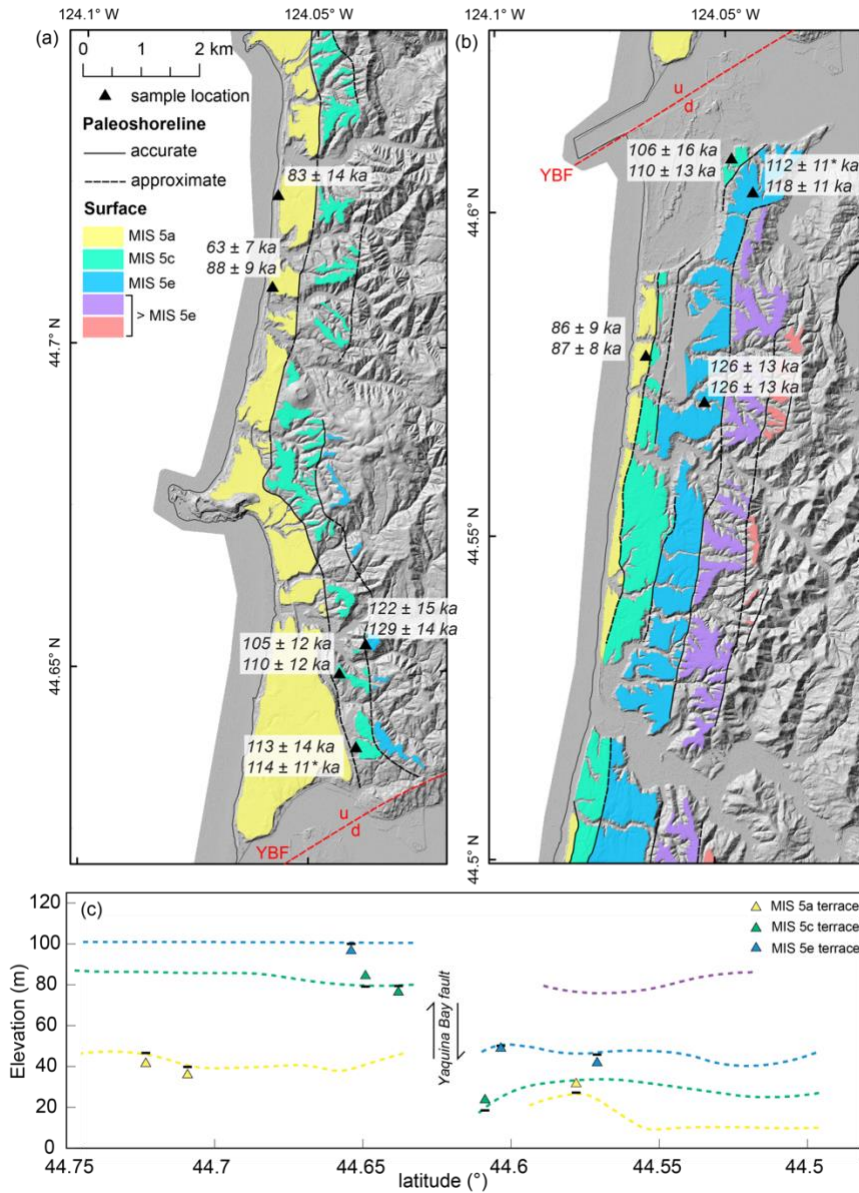 124.1° W
124.05° W
(a)
0 1 2 km
sample location
Paleoshoreline
accurate
approximate
Surface
MIS 5a
MIS 5c
MIS 5e
> MIS 5e
83 ± 14 ka
63 ± 7 ka
88 ± 9 ka
122 ± 15 ka
129 ± 14 ka
105 ± 12 ka
110 ± 12 ka
113 ± 14 ka
114 ± 11* ka
u
d
YBF
44.7° N
44.65° N
124.1° W
124.05° W
(b)
u
d
YBF
106 ± 16 ka
110 ± 13 ka
112 ± 11* ka
118 ± 11 ka
86 ± 9 ka
87 ± 8 ka
126 ± 13 ka
126 ± 13 ka
44.6° N
44.55° N
44.5° N
(c)
120
100
80
60
40
20
0
Elevation (m)
Yaquina Bay fault
MIS 5a terrace
MIS 5c terrace
MIS 5e terrace
44.75 44.7 44.65 44.6 44.55 44.5
latitude (°)